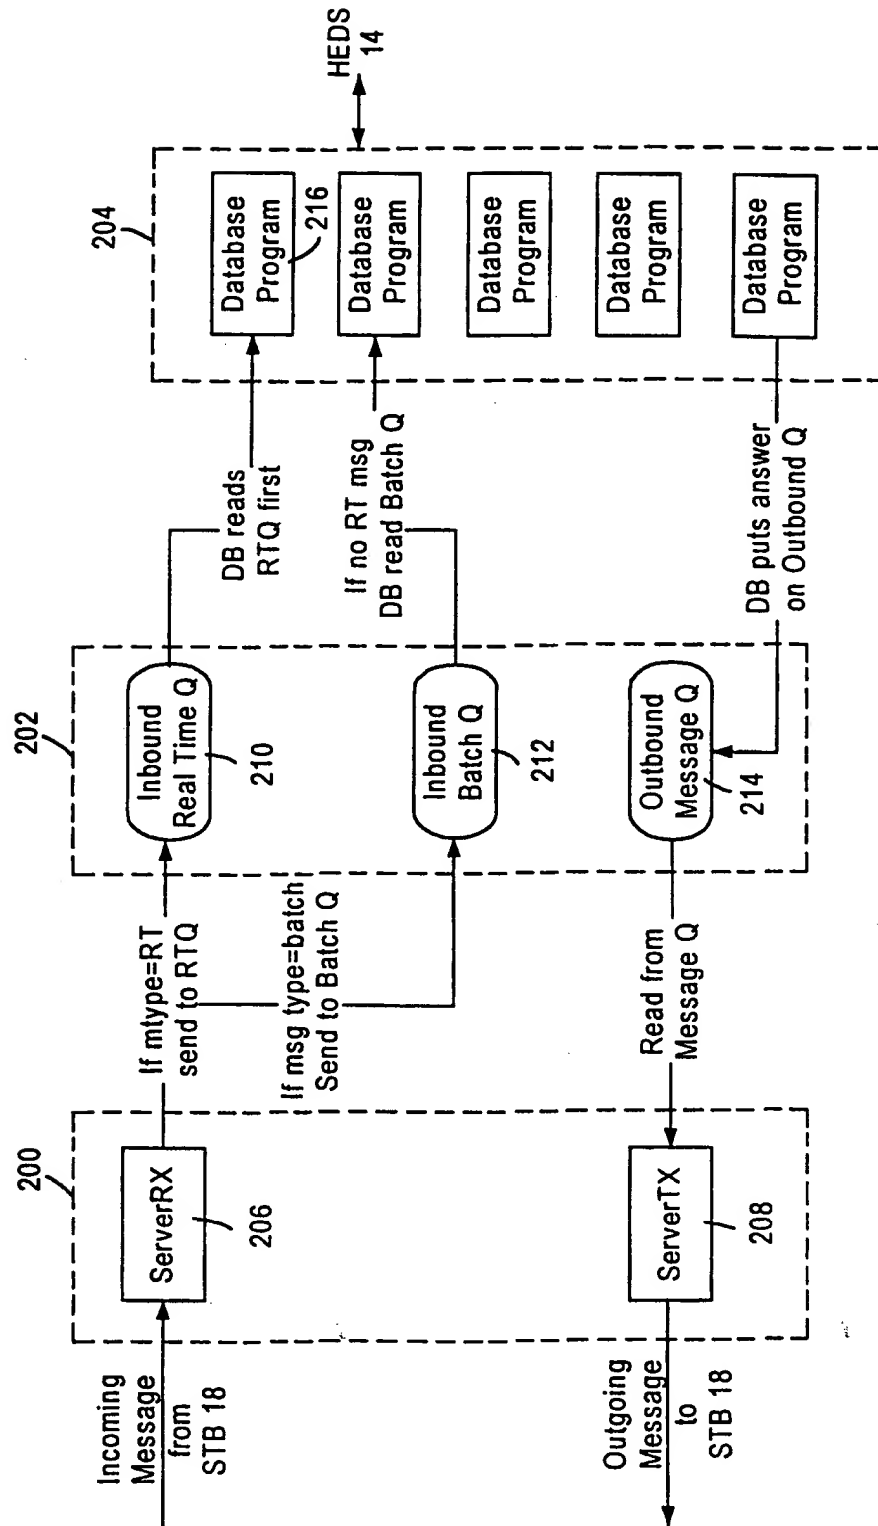 Incoming
Message
from
STB 18
Outgoing
Message
to
STB 18
200
ServerRX
206
ServerTX
208
If mtype=RT
send to RTQ
If msg type=batch
Send to Batch Q
Read from
Message Q
202
Inbound
Real Time Q
210
Inbound
Batch Q
212
Outbound
Message Q
214
DB reads
RTQ first
If no RT msg
DB read Batch Q
DB puts answer
on Outbound Q
204
Database
Program
216
Database
Program
Database
Program
Database
Program
Database
Program
HEDS
14